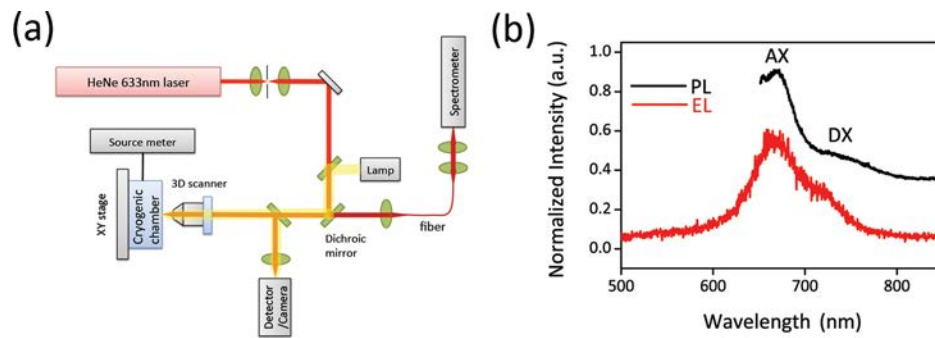 (a)
HeNe 633nm laser
Source meter
XY stage
Cryogenic
chamber
3D scanner
Lamp
Dichroic
mirror
Detector
/Camera
fiber
Spectrometer
(b)
Normalized Intensity (a.u.)
1.0
0.8
0.6
0.4
0.2
0.0
PL
EL
AX
DX
500
600
700
800
Wavelength (nm)